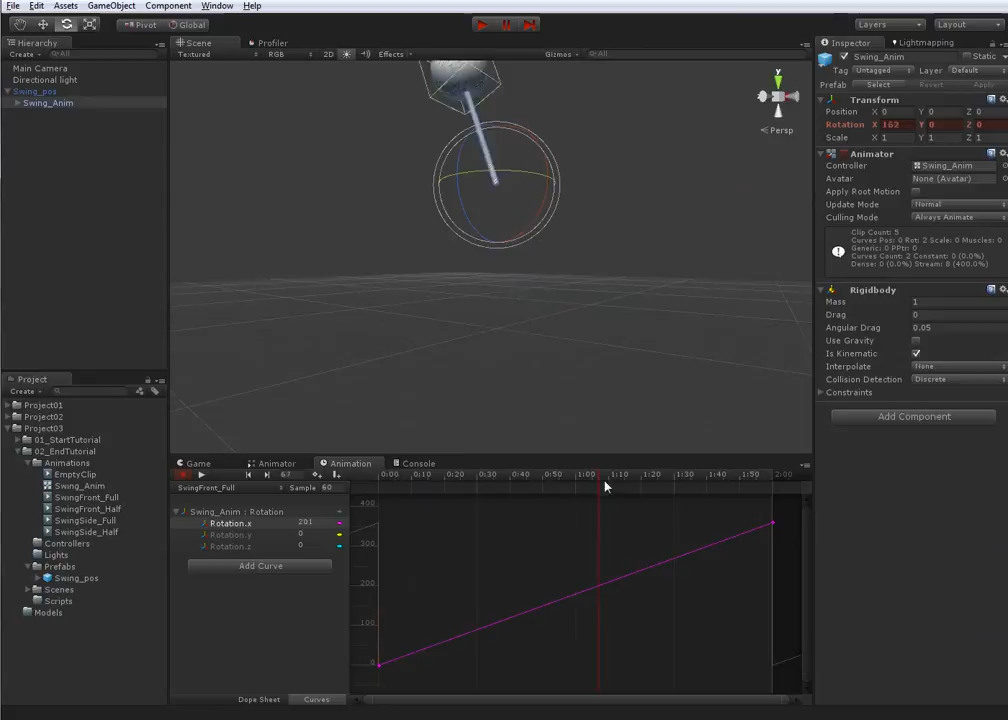 File Edit Assets GameObject Component Window Help
Pivot Global Layers Layout
Hierarchy
Create All
Main Camera
Directional light
Swing_pos
Swing_Anim
Scene Profiler
Textured RGB 2D Effects Gizmos All
y
Persp
Inspector Lightmapping
Swing_Anim Static
Tag Untagged Layer Default
Prefab Select Revert Apply
Transform
Position X 0 Y 0 Z 0
Rotation X 162 Y 0 Z 0
Scale X 1 Y 1 Z 1
Animator
Controller Swing_Anim
Avatar None (Avatar)
Apply Root Motion
Update Mode Normal
Culling Mode Always Animate
Clip Count: 5
Curves Pos: 0 Rot: 2 Scale: 0 Muscles: 0
Generic: 0 PPtr: 0
Curves Count: 2 Constant: 0 (0.0%)
Dense: 0 (0.0%) Stream: 8 (400.0%)
Rigidbody
Mass 1
Drag 0
Angular Drag 0.05
Use Gravity
Is Kinematic
Interpolate None
Collision Detection Discrete
Constraints
Add Component
Project
Create
Project01
Project02
Project03
01_StartTutorial
02_EndTutorial
Animations
EmptyClip
Swing_Anim
SwingFront_Full
SwingFront_Half
SwingSide_Full
SwingSide_Half
Controllers
Lights
Prefabs
Swing_pos
Scenes
Scripts
Models
Game Animator Animation Console
67 0:00 0:10 0:20 0:30 0:40 0:50 1:00 1:10 1:20 1:30 1:40 1:50 2:00
SwingFront_Full Sample 60
Swing_Anim : Rotation
Rotation.x 201
Rotation.y 0
Rotation.z 0
Add Curve
400
300
200
100
0
Dope Sheet Curves